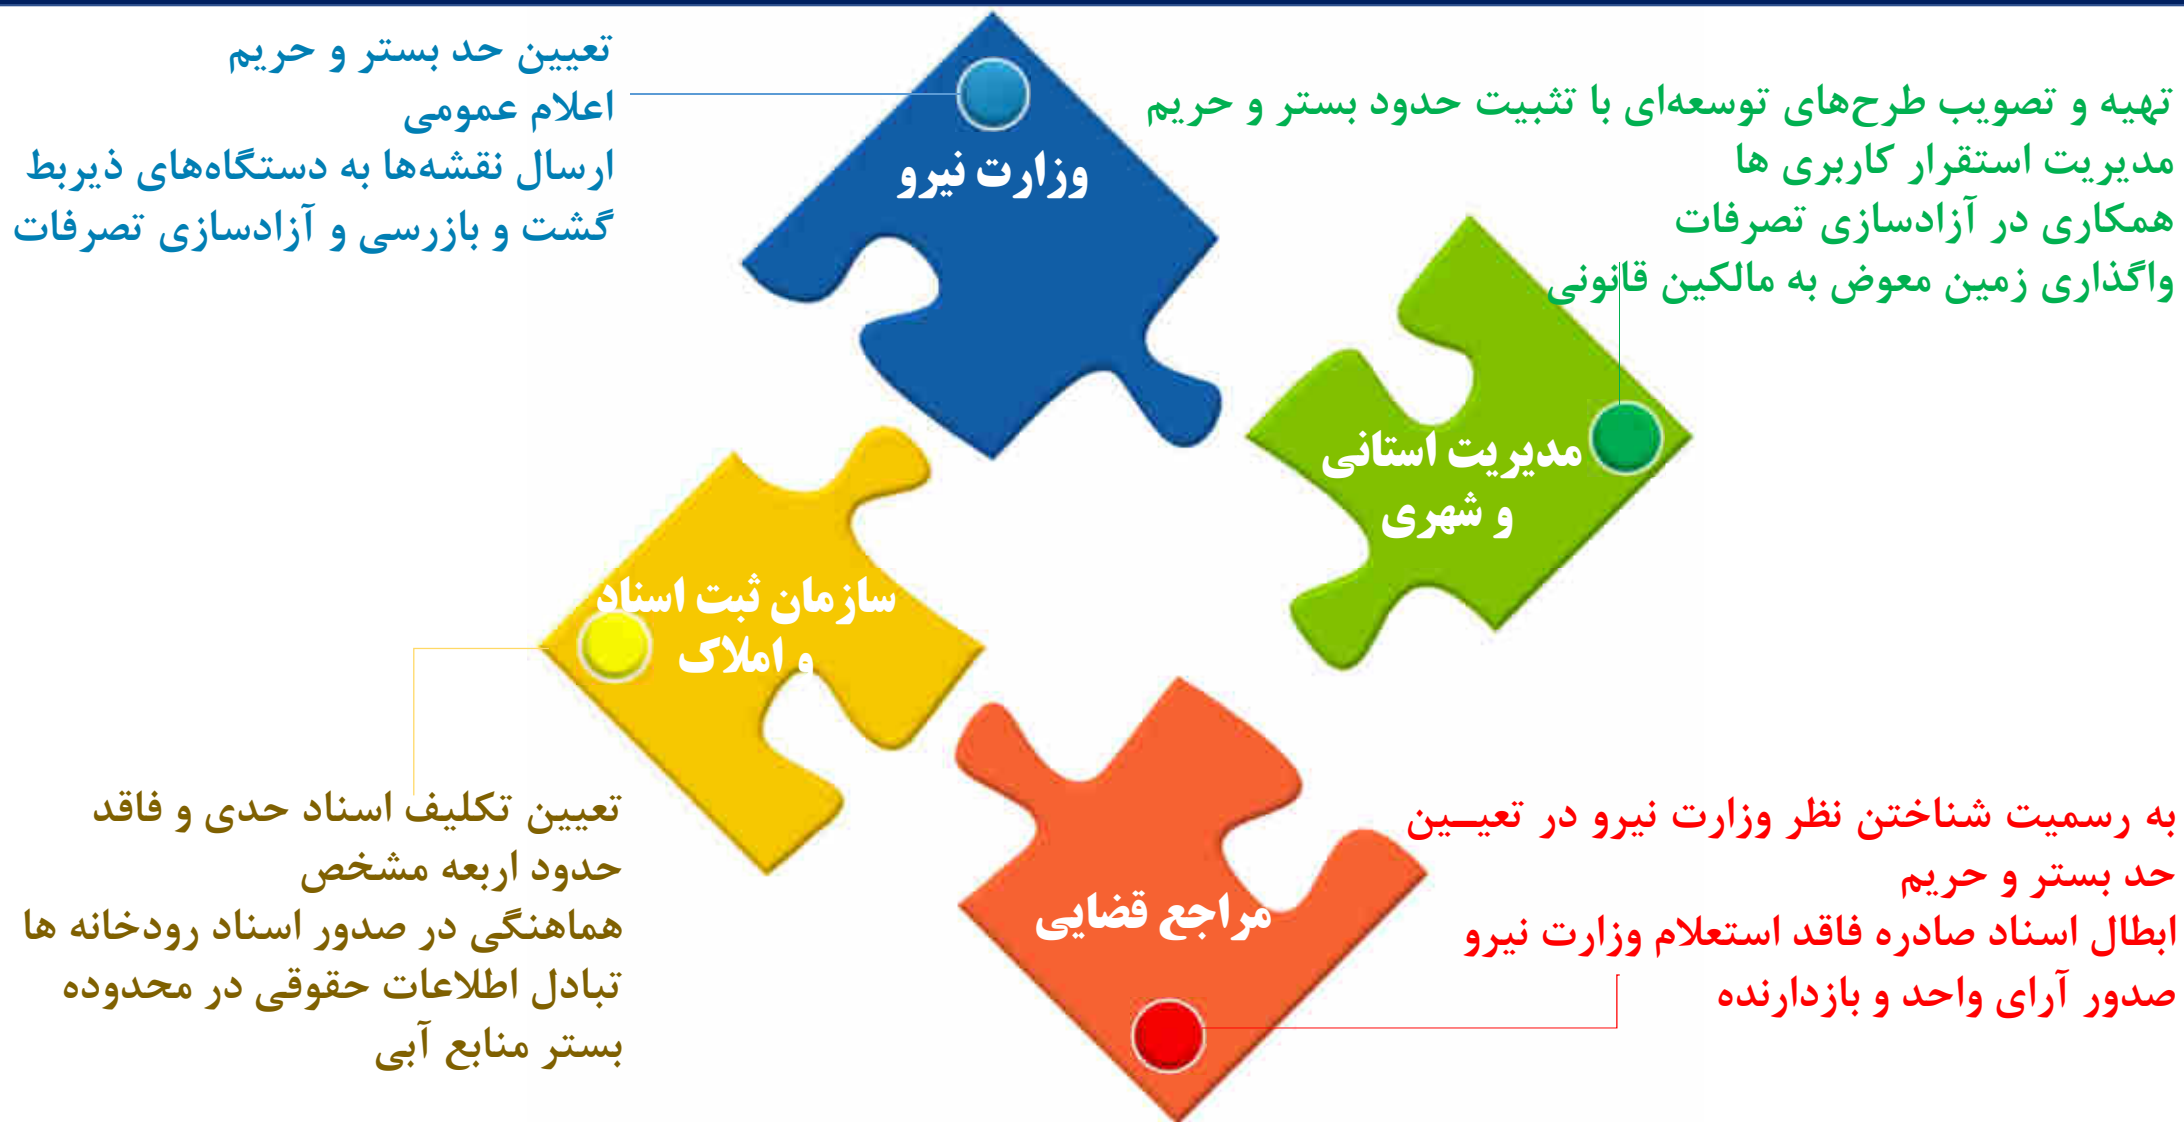 تعیین حد بستر و حریم
اعلام عمومی
ارسال نقشه‌ها به دستگاه‌های ذیربط
گشت و بازرسی و آزادسازی تصرفات
وزارت نیرو
تهیه و تصویب طرح‌های توسعه‌ای با تثبیت حدود بستر و حریم
مدیریت استقرار کاربری ها
همکاری در آزادسازی تصرفات
واگذاری زمین معوض به مالکین قانونی
مدیریت استانی
و شهری
سازمان ثبت اسناد
و املاک
تعیین تکلیف اسناد حدی و فاقد
حدود اربعه مشخص
هماهنگی در صدور اسناد رودخانه ها
تبادل اطلاعات حقوقی در محدوده
بستر منابع آبی
مراجع قضایی
به رسمیت شناختن نظر وزارت نیرو در تعیــین
حد بستر و حریم
ابطال اسناد صادره فاقد استعلام وزارت نیرو
صدور آرای واحد و بازدارنده